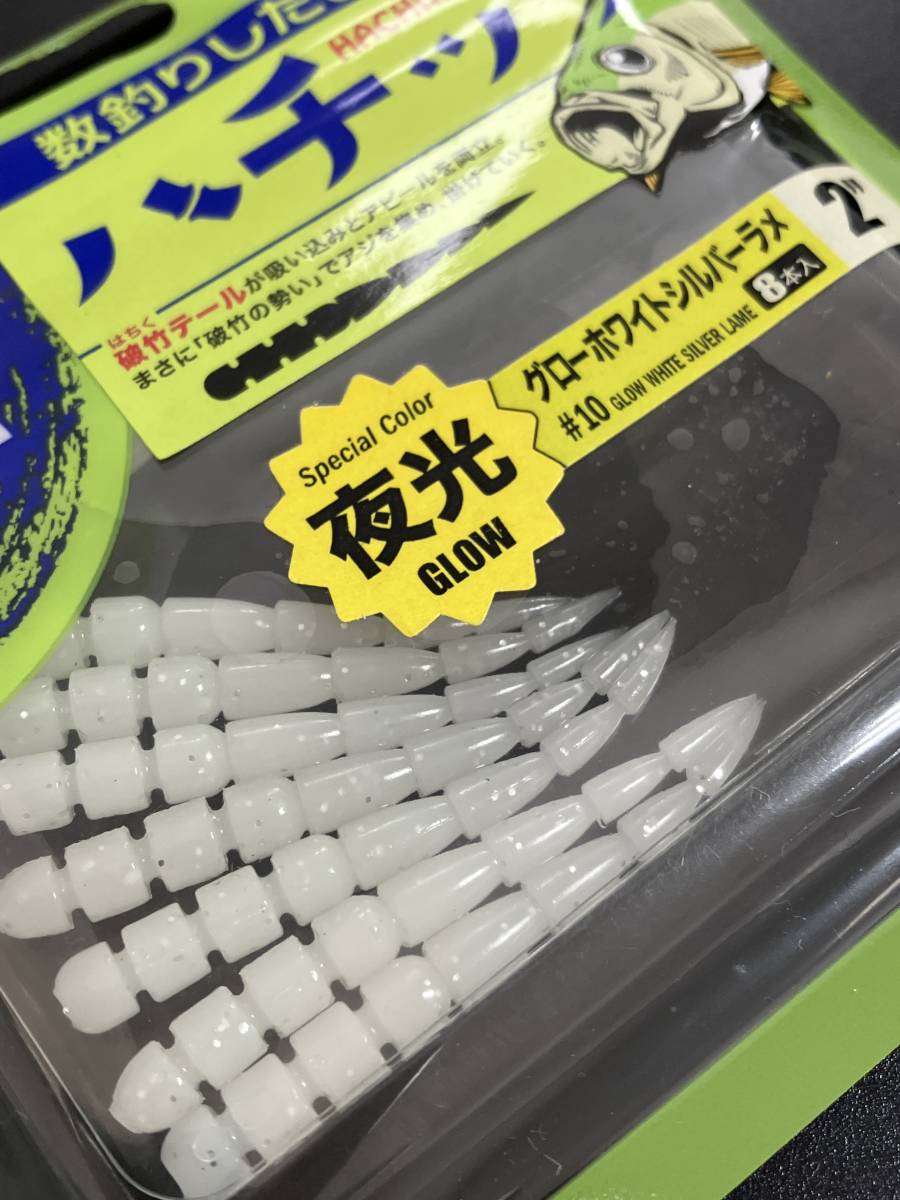 数釣りした
HACHI
ハチッ
はちく
破竹テールが吸い込みとアピールを両立。
まさに「破竹の勢い」でアジを集め、掛けていく。
2"
グローホワイトシルバーラメ
#10 GLOW WHITE SILVER LAME
8本入
Special Color
夜光
GLOW